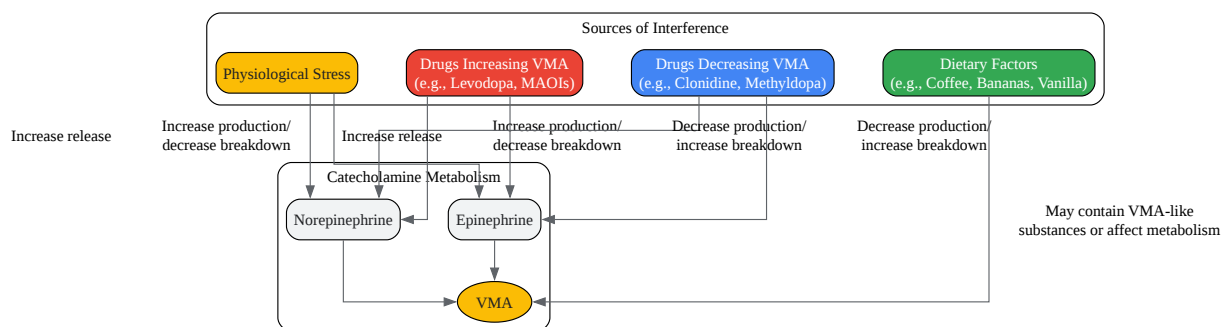 Sources of Interference
Physiological Stress
Drugs Increasing VMA
(e.g., Levodopa, MAOIs)
Drugs Decreasing VMA
(e.g., Clonidine, Methyldopa)
Dietary Factors
(e.g., Coffee, Bananas, Vanilla)
Increase release
Increase production/
decrease breakdown
Increase release
Increase production/
decrease breakdown
Decrease production/
increase breakdown
Decrease production/
increase breakdown
Catecholamine Metabolism
Norepinephrine
Epinephrine
May contain VMA-like
substances or affect metabolism
VMA